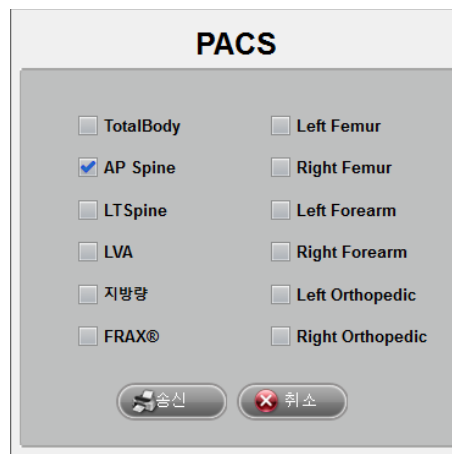 PACS
TotalBody Left Femur
AP Spine Right Femur
LTSpine Left Forearm
LVA Right Forearm
지방량 Left Orthopedic
FRAX® Right Orthopedic
송신 취소